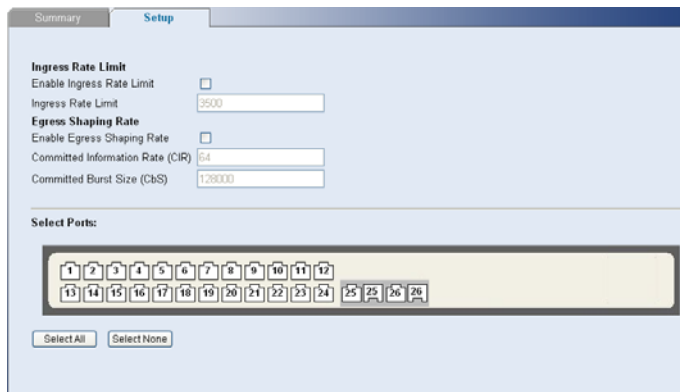 Summary Setup
Ingress Rate Limit
Enable Ingress Rate Limit
Ingress Rate Limit 3500
Egress Shaping Rate
Enable Egress Shaping Rate
Committed Information Rate (CIR) 64
Committed Burst Size (CbS) 128000
Select Ports:
1 2 3 4 5 6 7 8 9 10 11 12
13 14 15 16 17 18 19 20 21 22 23 24 25 25 26 26
Select All Select None